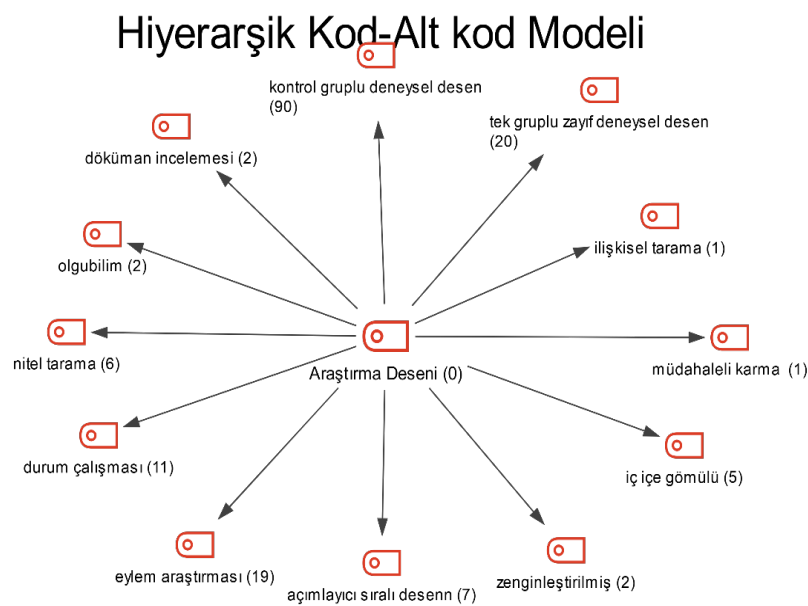 Hiyerarşik Kod-Alt kod Modeli
kontrol gruplu deneysel desen
(90)
tek gruplu zayıf deneysel desen
(20)
döküman incelemesi (2)
ilişkisel tarama (1)
olgubilim (2)
nitel tarama (6)
Araştırma Deseni (0)
müdahaleli karma (1)
durum çalışması (11)
iç içe gömülü (5)
eylem araştırması (19)
açımlayıcı sıralı desenn (7)
zenginleştirilmiş (2)